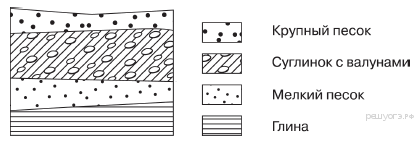 Крупный песок
Суглинок с валунами
Мелкий песок
Глина
решуогэ.рф